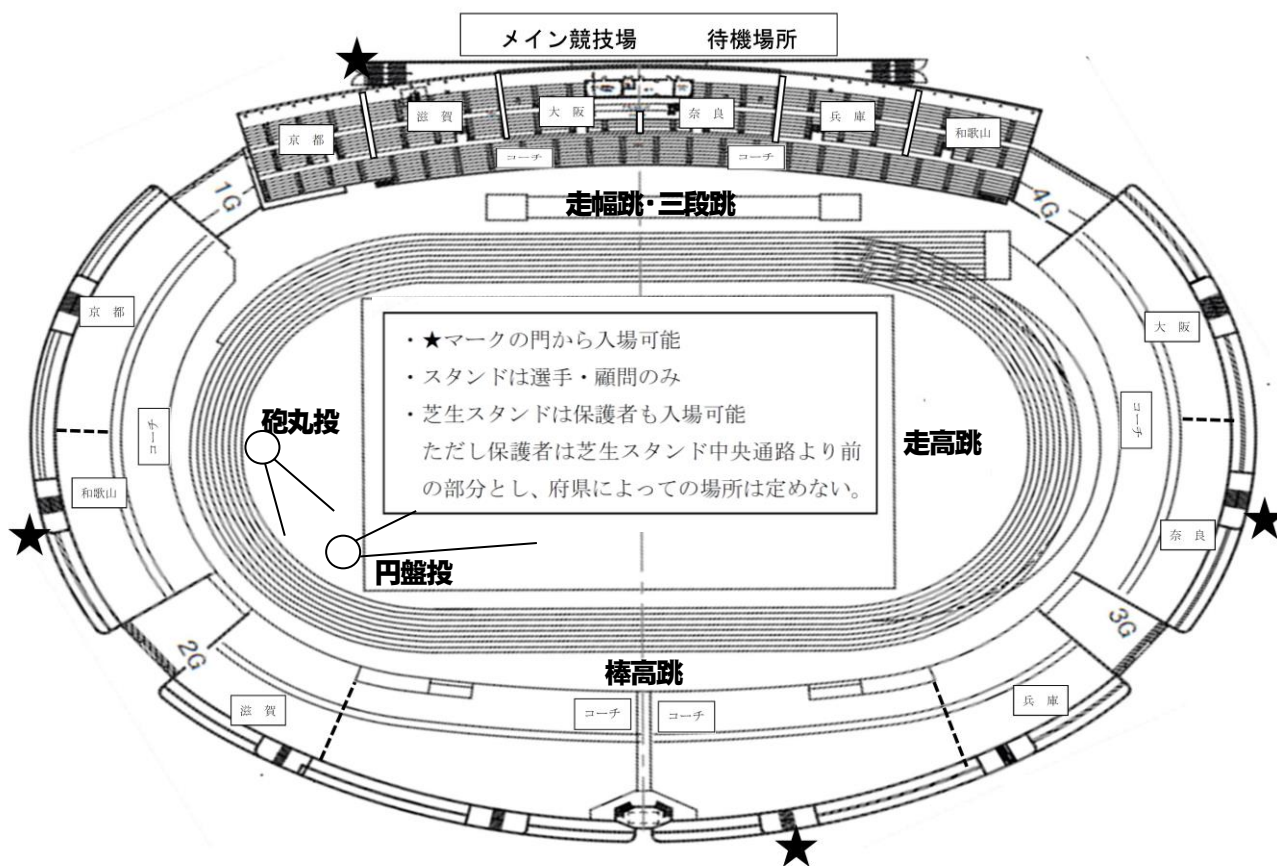 メイン競技場 待機場所
京 都
滋 賀
大 阪
奈 良
兵 庫
和歌山
コーチ
コーチ
1G
4G
走幅跳・三段跳
京 都
大 阪
・★マークの門から入場可能
・スタンドは選手・顧問のみ
・芝生スタンドは保護者も入場可能
ただし保護者は芝生スタンド中央通路より前
の部分とし、府県によっての場所は定めない。
砲丸投
コーチ
走高跳
コーチ
和歌山
奈 良
円盤投
2G
3G
棒高跳
滋 賀
コーチ
コーチ
兵 庫